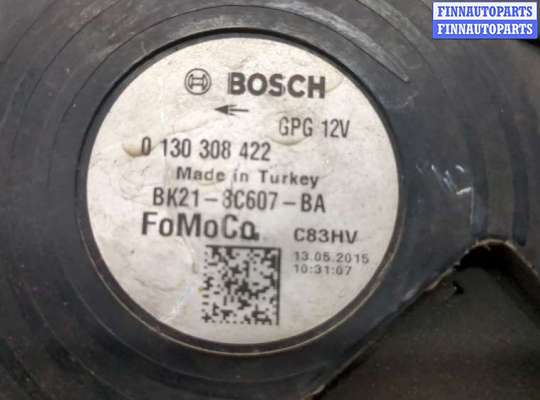 FINNAUTOPARTS
FINNAUTOPARTS
BOSCH
GPG 12V
0 130 308 422
Made in Turkey
BK21-8C607-BA
FoMoCo
C83HV
13.05.2015
10:31:07